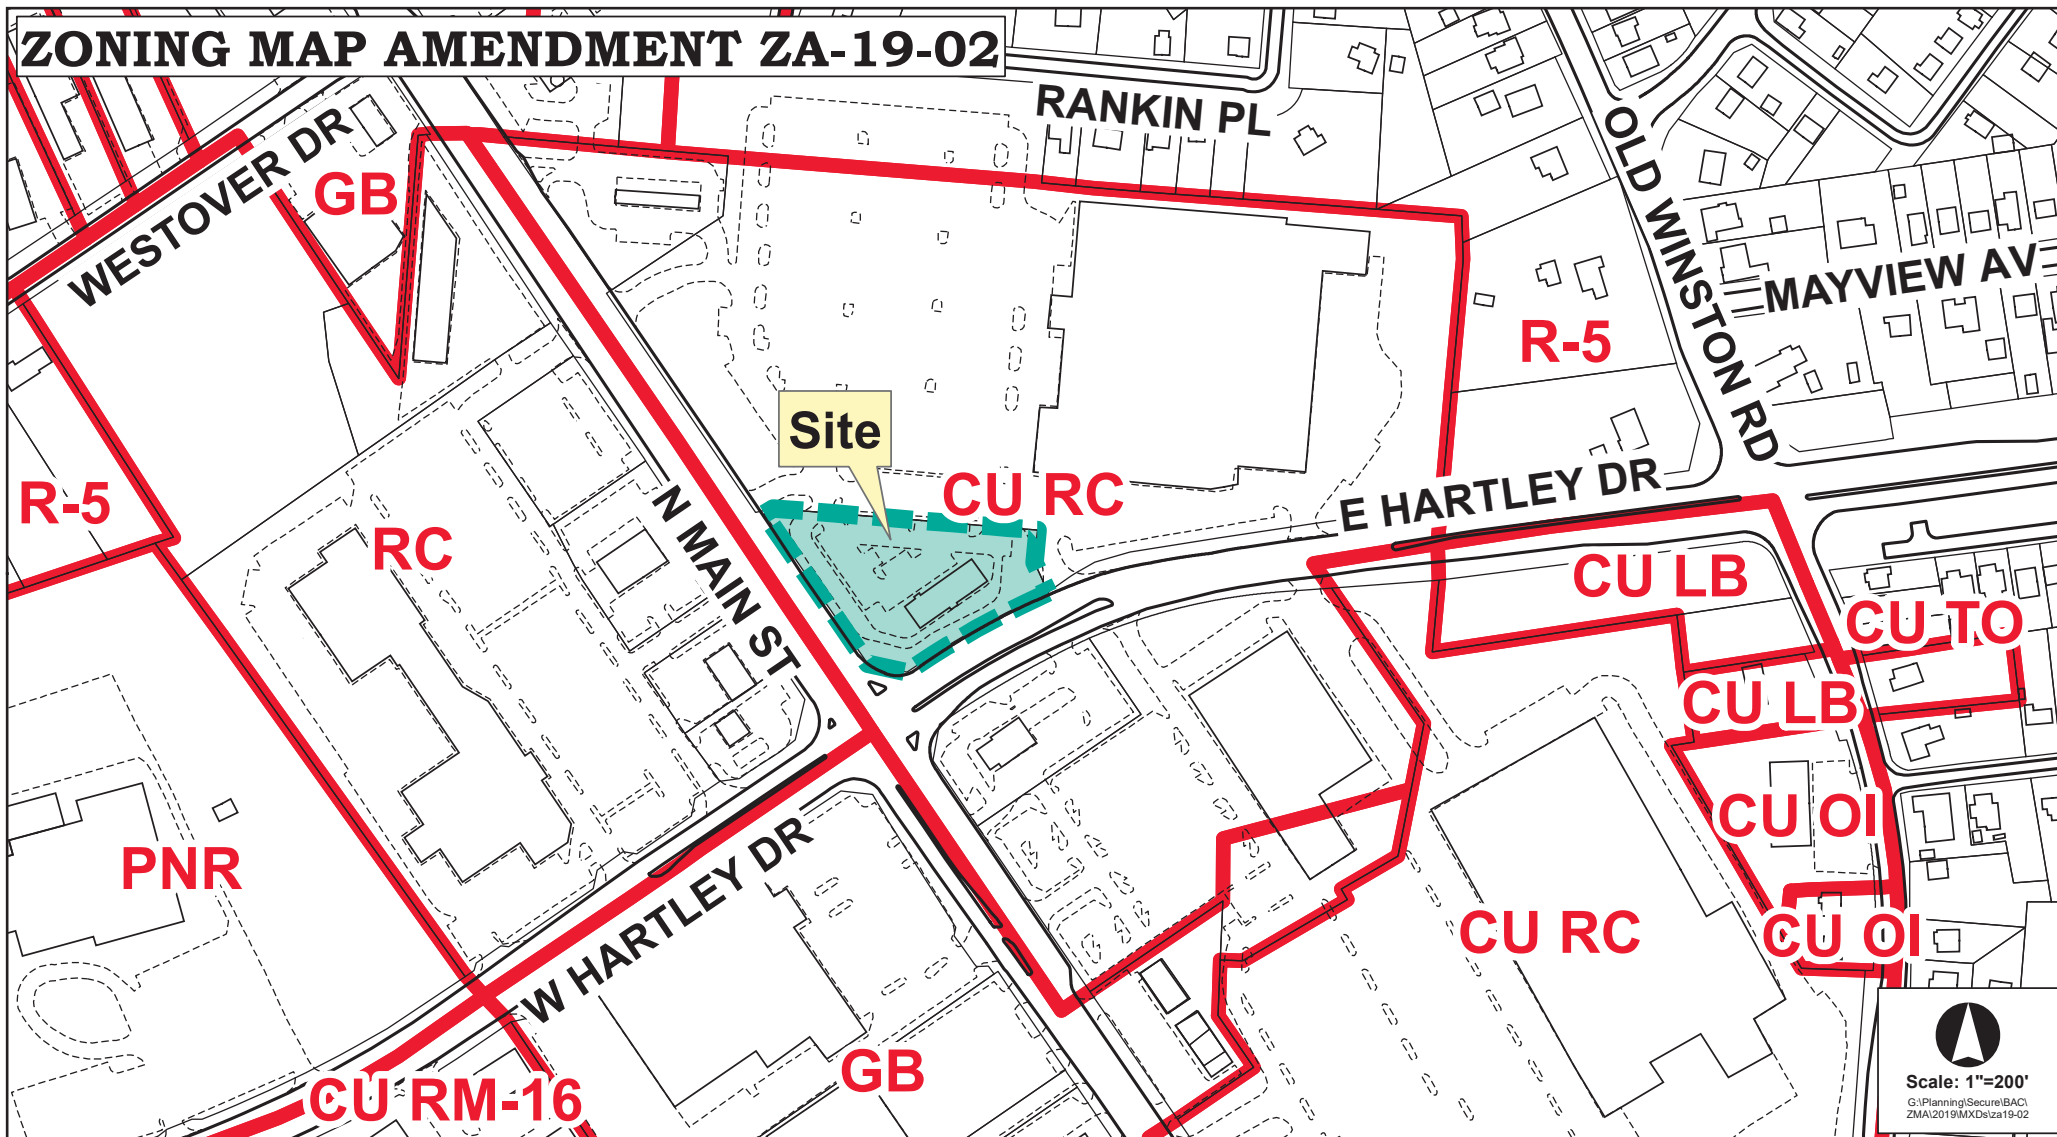 ZONING MAP AMENDMENT ZA-19-02
RANKIN PL
WESTOVER DR
GB
OLD WINSTON RD
MAYVIEW AV
R-5
Site
CU RC
E HARTLEY DR
R-5
RC
N MAIN ST
CU LB
CU TO
CU LB
CU OI
PNR
W HARTLEY DR
CU RC
CU OI
GB
CU RM-16
Scale: 1"=200'
G:\Planning\Secure\BAC\
ZMA\2019\MXDs\za19-02